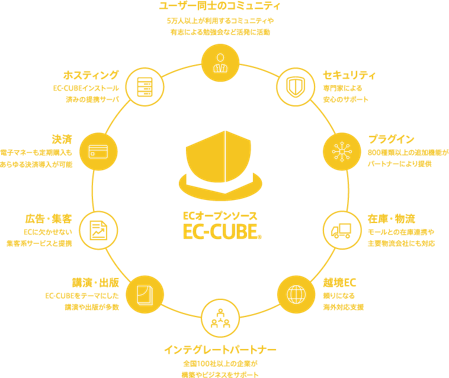 ユーザー同士のコミュニティ
5万人以上が利用するコミュニティや
有志による勉強会など活発に活動
ホスティング
EC-CUBEインストール
済みの提携サーバ
セキュリティ
専門家による
安心のサポート
決済
電子マネーも定期購入も
あらゆる決済導入が可能
プラグイン
800種類以上の追加機能が
パートナーにより提供
ECオープンソース
EC-CUBE®
広告・集客
ECに欠かせない
集客系サービスと連携
在庫・物流
モールとの在庫連携や
主要物流会社にも対応
講演・出版
EC-CUBEをテーマにした
講演や出版が多数
越境EC
頼りになる
海外対応支援
インテグレートパートナー
全国100社以上の企業が
構築やビジネスをサポート